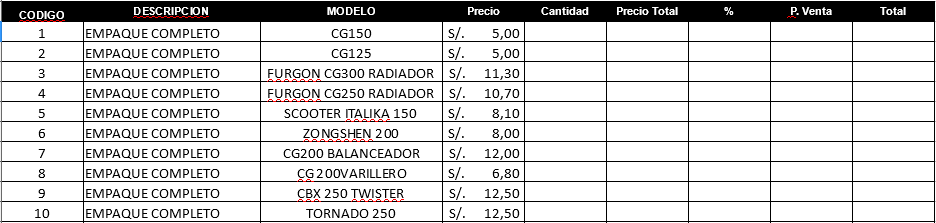 CODIGO DESCRIPCION MODELO Precio Cantidad Precio Total % P. Venta Total
1 EMPAQUE COMPLETO CG150 S/. 5,00
2 EMPAQUE COMPLETO CG125 S/. 5,00
3 EMPAQUE COMPLETO FURGON CG300 RADIADOR S/. 11,30
4 EMPAQUE COMPLETO FURGON CG250 RADIADOR S/. 10,70
5 EMPAQUE COMPLETO SCOOTER ITALIKA 150 S/. 8,10
6 EMPAQUE COMPLETO ZONGSHEN 200 S/. 8,00
7 EMPAQUE COMPLETO CG200 BALANCEADOR S/. 12,00
8 EMPAQUE COMPLETO CG 200VARILLERO S/. 6,80
9 EMPAQUE COMPLETO CBX 250 TWISTER S/. 12,50
10 EMPAQUE COMPLETO TORNADO 250 S/. 12,50